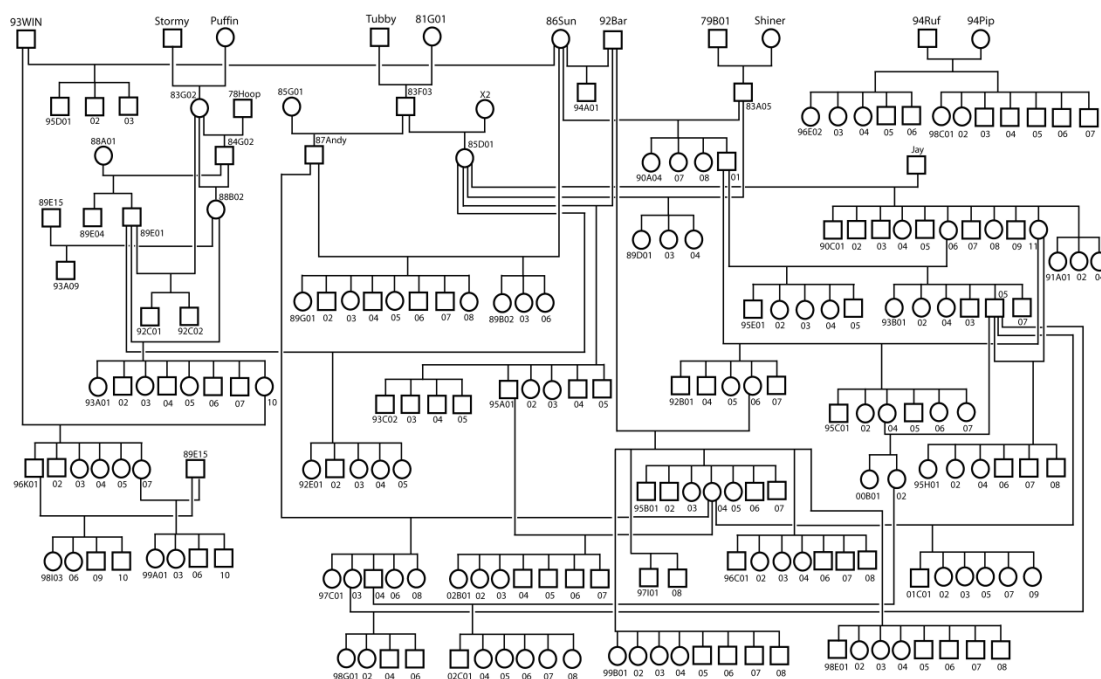 93WIN Stormy Puffin Tubby 81G01 86Sun 92Bar 79B01 Shiner 94Ruf 94Pip
83G02 78Hoop 85G01 83F03 X2 94A01 83A05
95D01 02 03
96E02 03 04 05 06 98C01 02 03 04 05 06 07
88A01 84G02 87Andy 85D01 90A04 07 08 01 Jay
89E15 89E04 89E01 88B02
89D01 03 04 90C01 02 03 04 05 06 07 08 09 11
93A09 91A01 02 04
92C01 92C02 89G01 02 03 04 05 06 07 08 89B02 03 06
95E01 02 03 04 05 93B01 02 04 03 05 07
93A01 02 03 04 05 06 07 10
93C02 03 04 05 95A01 02 03 04 05 92B01 04 05 06 07 95C01 02 04 05 06 07
96K01 02 03 04 05 07 89E15
92E01 02 03 04 05 95B01 02 03 04 05 06 07 00B01 02 95H01 02 04 06 07 08
98I03 06 09 10 99A01 03 06 10
97C01 03 04 06 08 02B01 02 03 04 05 06 07 97I01 08 96C01 02 03 04 06 07 08 01C01 02 03 05 07 09
98G01 02 04 06 02C01 04 05 06 07 08 99B01 02 03 04 05 06 07 08 98E01 02 03 04 05 06 07 08